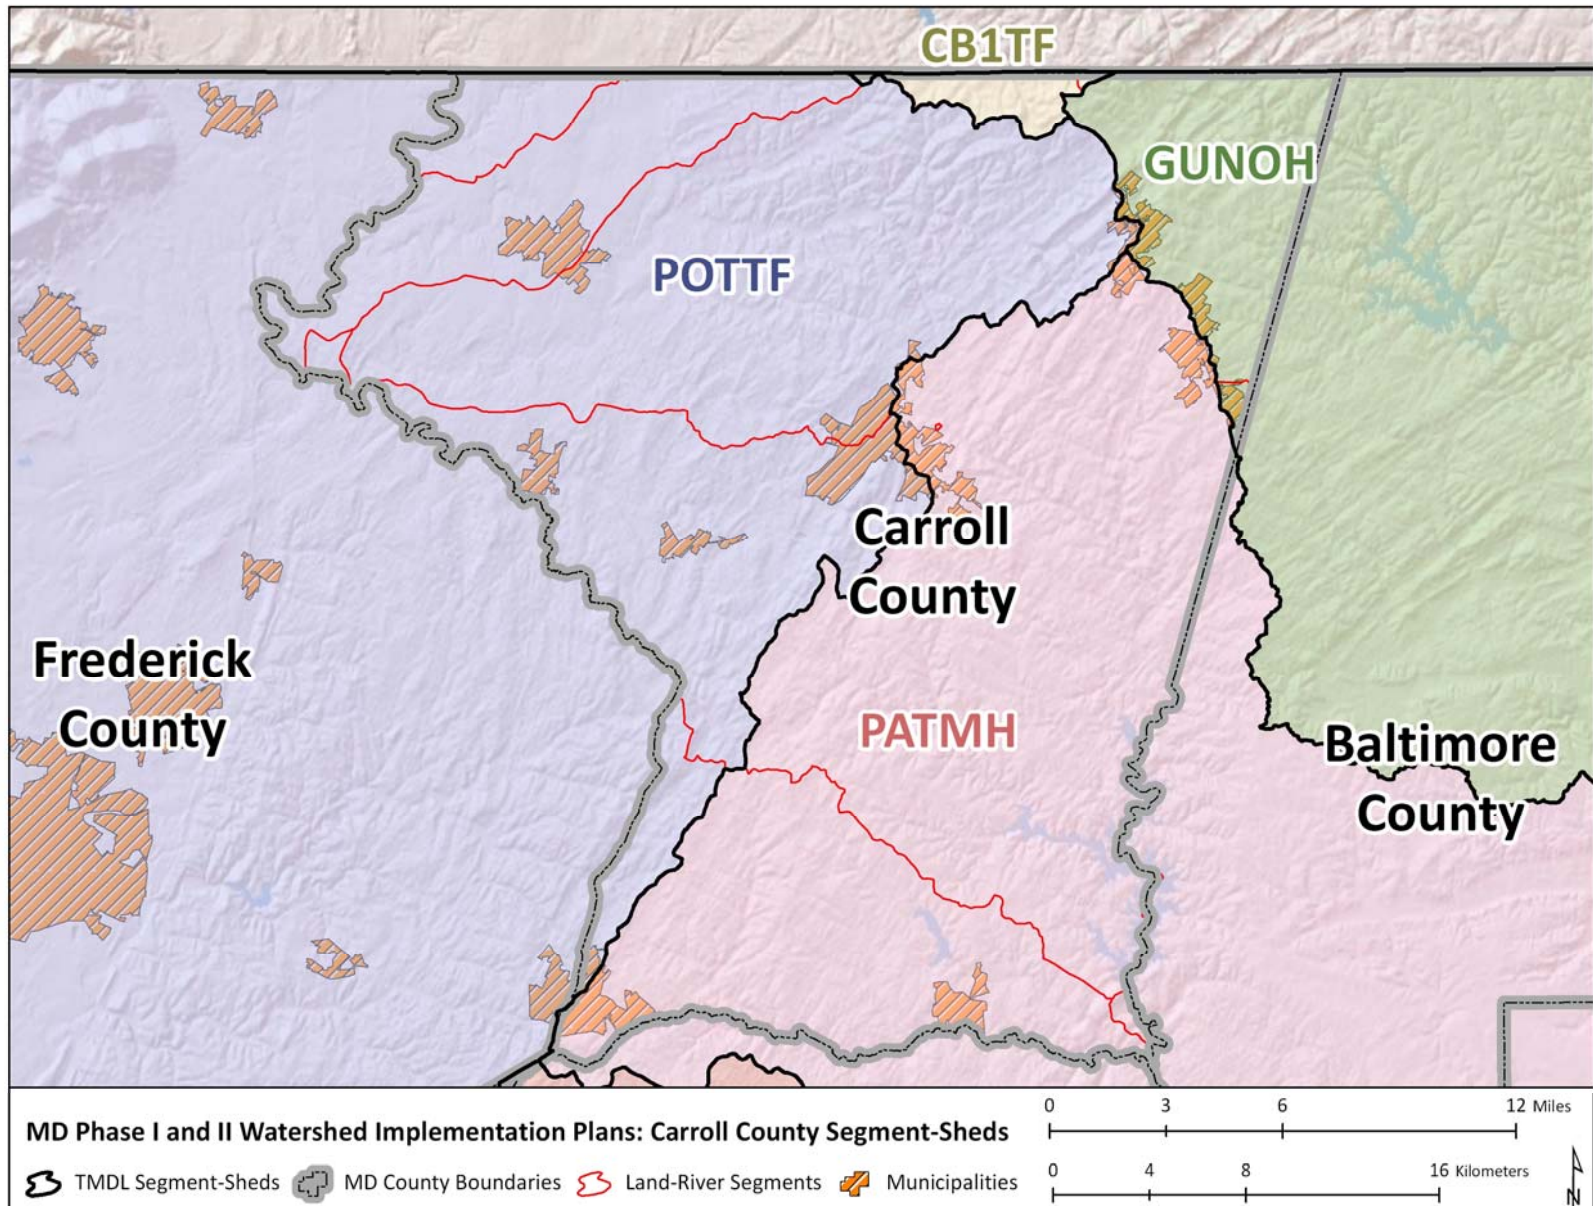 CB1TF
GUNOH
POTTF
Carroll
County
Frederick
County
PATMH
Baltimore
County
MD Phase I and II Watershed Implementation Plans: Carroll County Segment-Sheds
0 3 6 12 Miles
TMDL Segment-Sheds MD County Boundaries Land-River Segments Municipalities
0 4 8 16 Kilometers
N